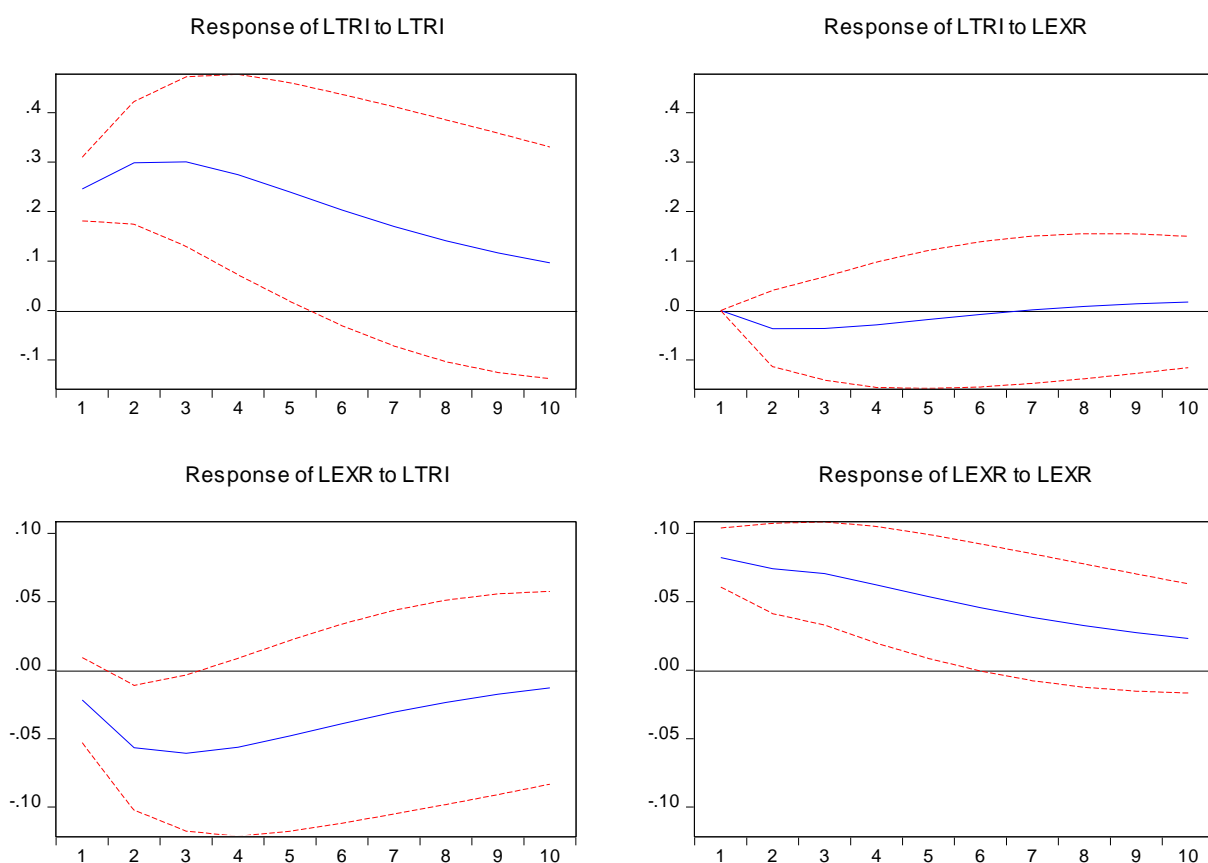 Response of LTRI to LTRI
.4
.3
.2
.1
.0
-.1
1 2 3 4 5 6 7 8 9 10
Response of LTRI to LEXR
.4
.3
.2
.1
.0
-.1
1 2 3 4 5 6 7 8 9 10
Response of LEXR to LTRI
.10
.05
.00
-.05
-.10
1 2 3 4 5 6 7 8 9 10
Response of LEXR to LEXR
.10
.05
.00
-.05
-.10
1 2 3 4 5 6 7 8 9 10